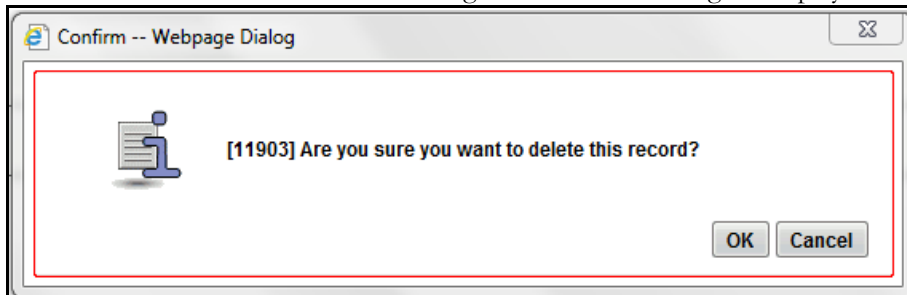 Confirm -- Webpage Dialog
[11903] Are you sure you want to delete this record?
OK Cancel